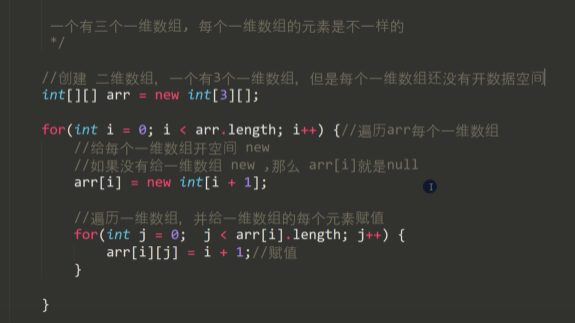 一个有三个一维数组, 每个一维数组的元素是不一样的
*/
//创建 二维数组，一个有3个一维数组，但是每个一维数组还没有开数据空间
int[][] arr = new int[3][];
for(int i = 0; i < arr.length; i++) {//遍历arr每个一维数组
//给每个一维数组开空间 new
//如果没有给一维数组 new ,那么 arr[i]就是null
arr[i] = new int[i + 1];
//遍历一维数组，并给一维数组的每个元素赋值
for(int j = 0;  j < arr[i].length; j++) {
arr[i][j] = i + 1;//赋值
}
}